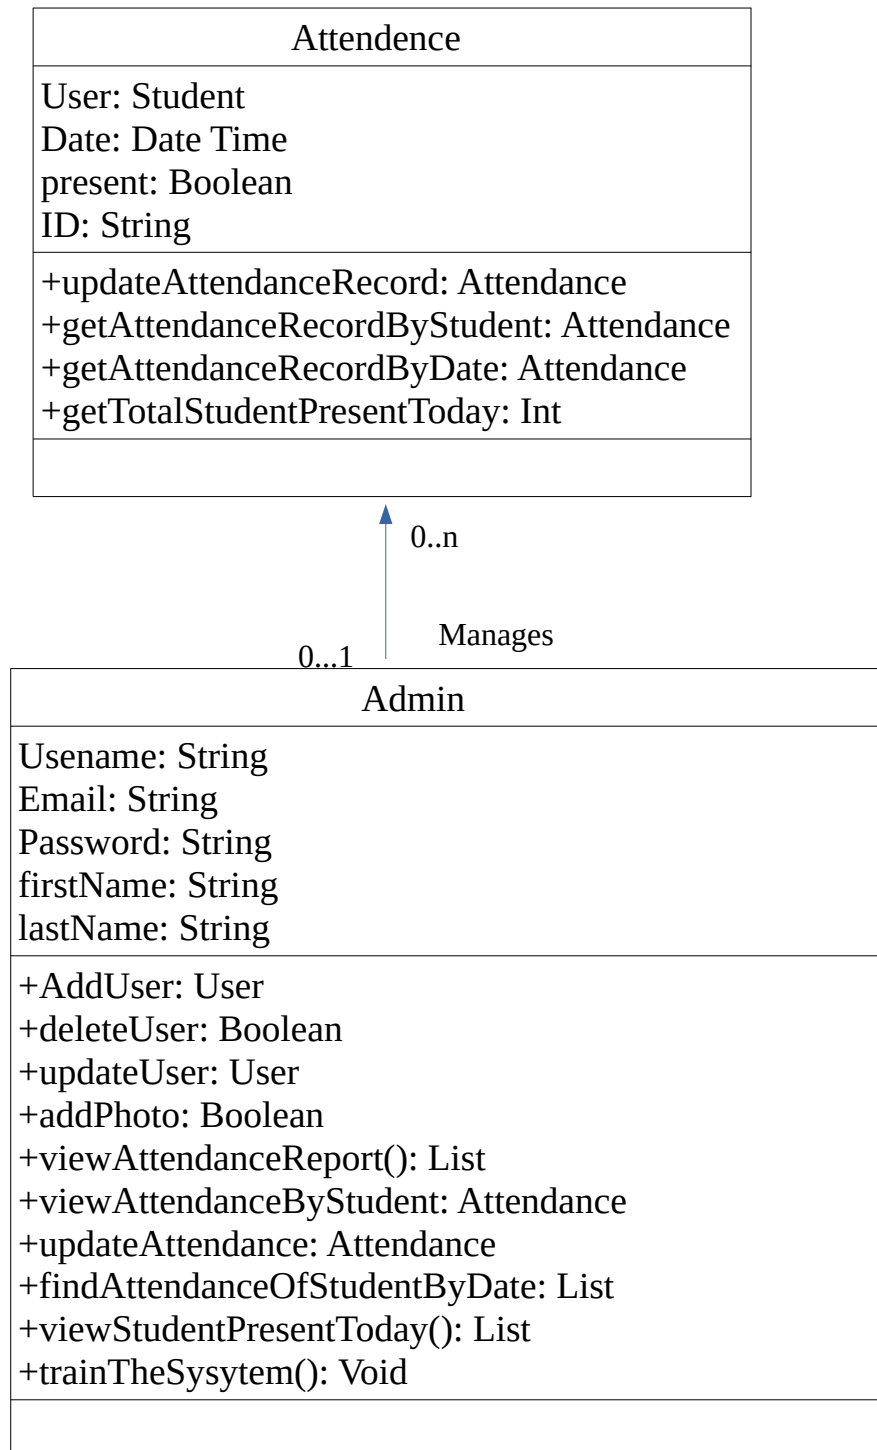 Attendence
User: Student
Date: Date Time
present: Boolean
ID: String
+updateAttendanceRecord: Attendance
+getAttendanceRecordByStudent: Attendance
+getAttendanceRecordByDate: Attendance
+getTotalStudentPresentToday: Int
0..n
Manages
0...1
Admin
Usename: String
Email: String
Password: String
firstName: String
lastName: String
+AddUser: User
+deleteUser: Boolean
+updateUser: User
+addPhoto: Boolean
+viewAttendanceReport(): List
+viewAttendanceByStudent: Attendance
+updateAttendance: Attendance
+findAttendanceOfStudentByDate: List
+viewStudentPresentToday(): List
+trainTheSysytem(): Void